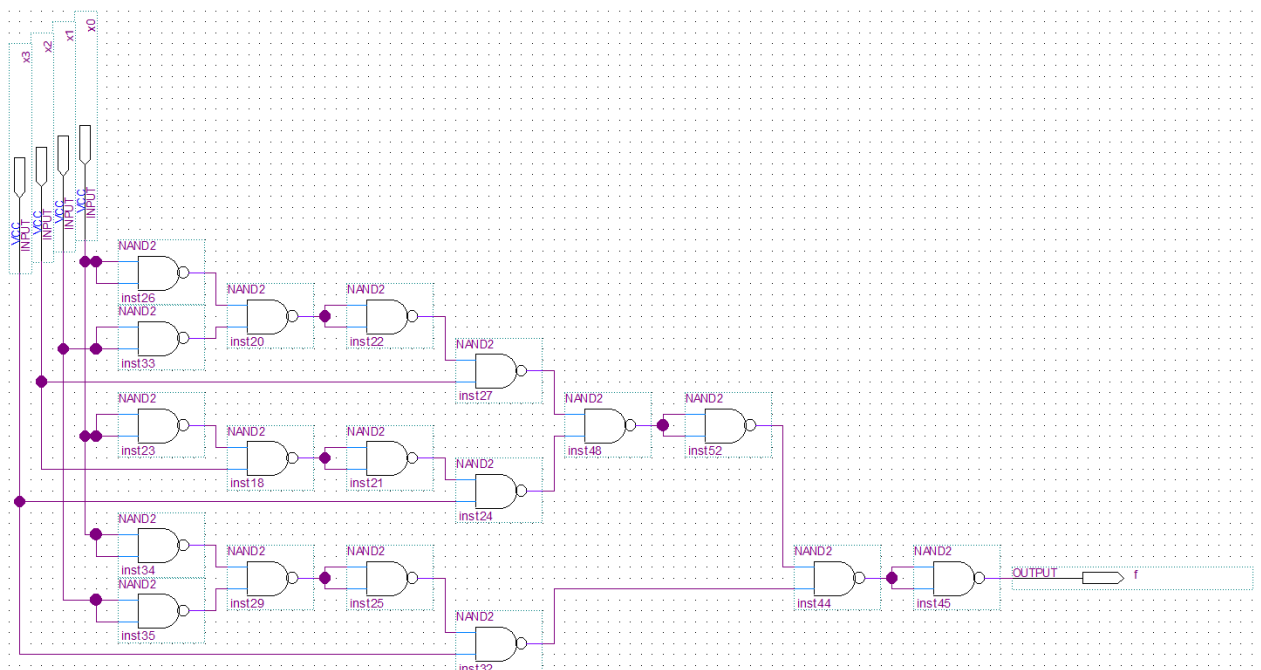 x0
x1
x2
x3
VCC
INPUT
VCC
INPUT
VCC
INPUT
VCC
INPUT
NAND2
inst26
NAND2
inst33
NAND2
inst20
NAND2
inst22
NAND2
inst27
NAND2
inst23
NAND2
inst18
NAND2
inst21
NAND2
inst24
NAND2
inst48
NAND2
inst52
NAND2
inst34
NAND2
inst35
NAND2
inst29
NAND2
inst25
NAND2
inst32
NAND2
inst44
NAND2
inst45
OUTPUT
f